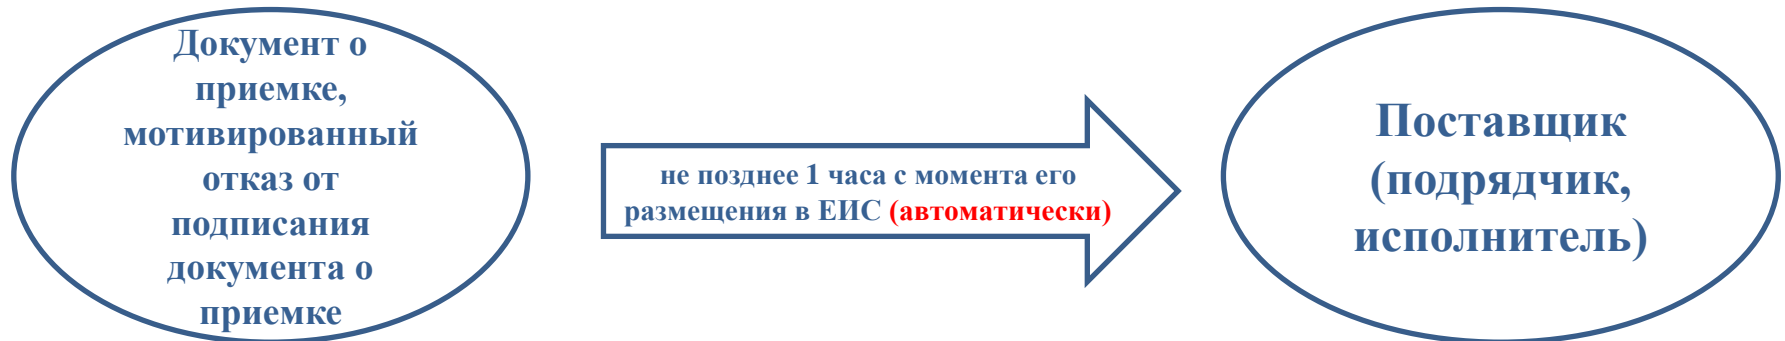 Документ о
приемке,
мотивированный
отказ от
подписания
документа о
приемке
не позднее 1 часа с момента его
размещения в ЕИС (автоматически)
Поставщик
(подрядчик,
исполнитель)